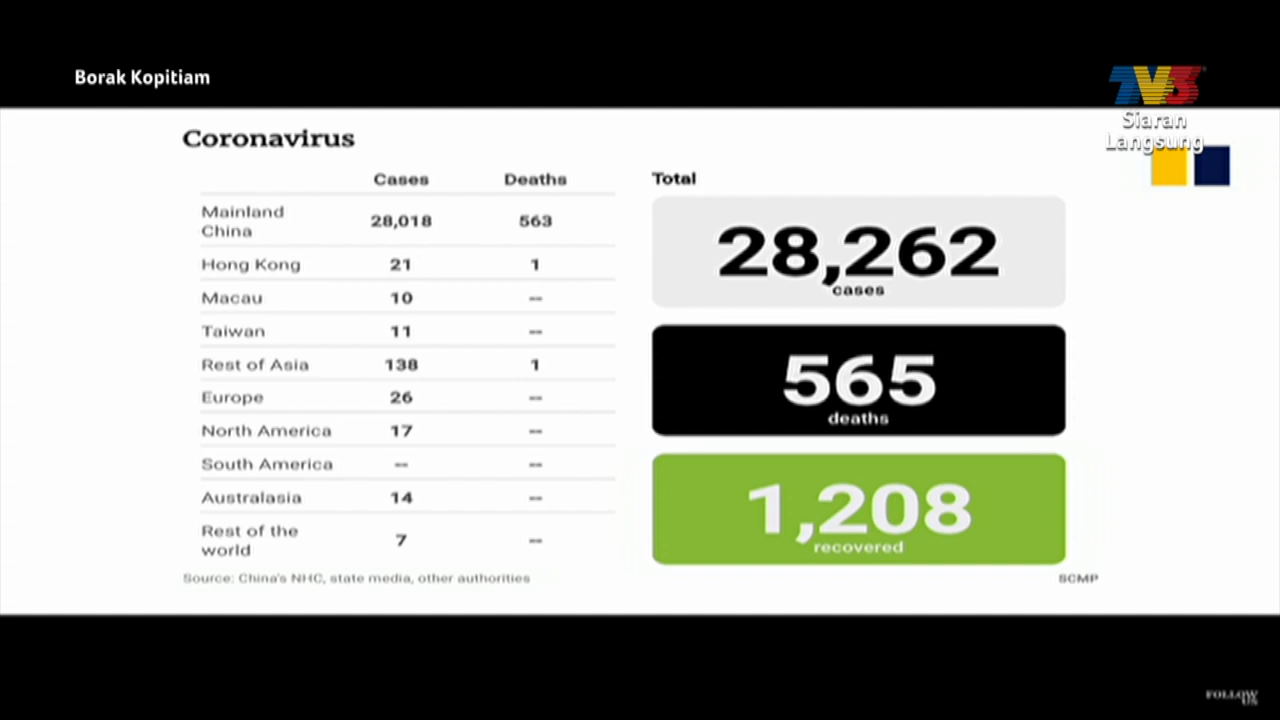 Borak Kopitiam
TV3
Siaran
Langsung
Coronavirus
Cases Deaths
Mainland
China 28,018 563
Hong Kong 21 1
Macau 10 --
Taiwan 11 --
Rest of Asia 138 1
Europe 26 --
North America 17 --
South America -- --
Australasia 14 --
Rest of the
world 7 --
Source: China's NHC, state media, other authorities
Total
28,262
cases
565
deaths
1,208
recovered
SCMP
FOLLOW
US